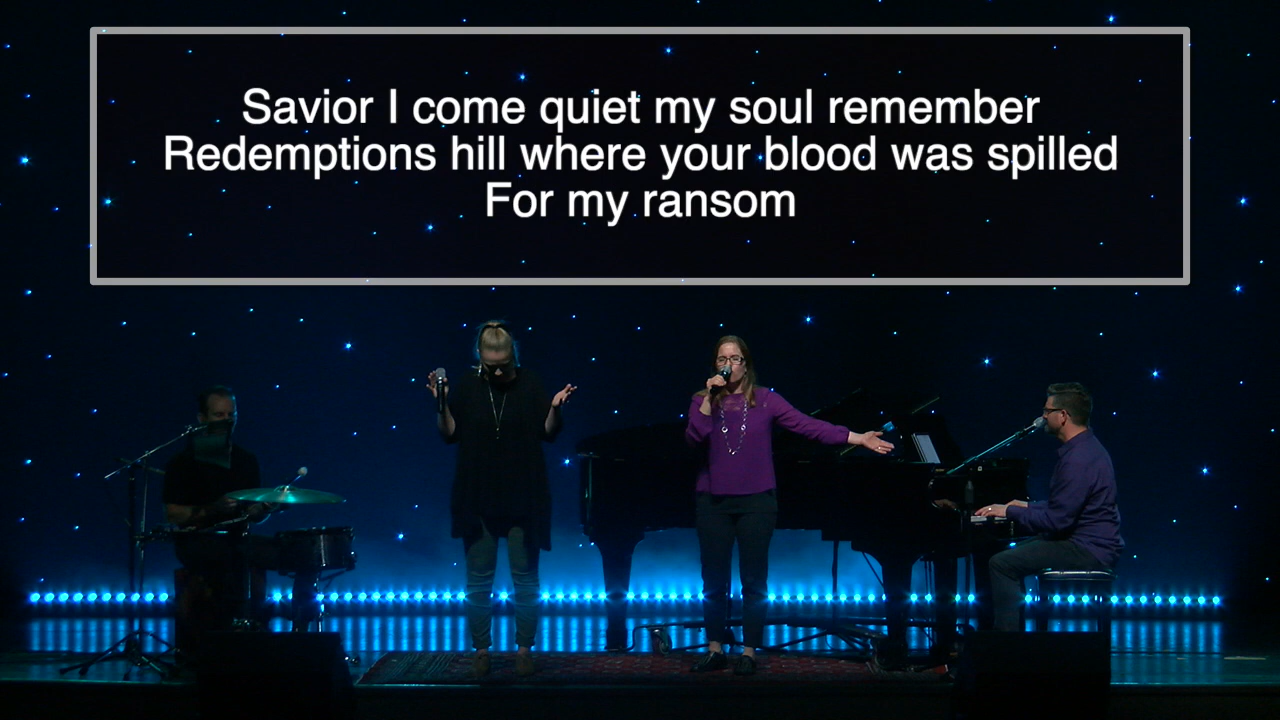 Savior I come quiet my soul remember
Redemptions hill where your blood was spilled
For my ransom